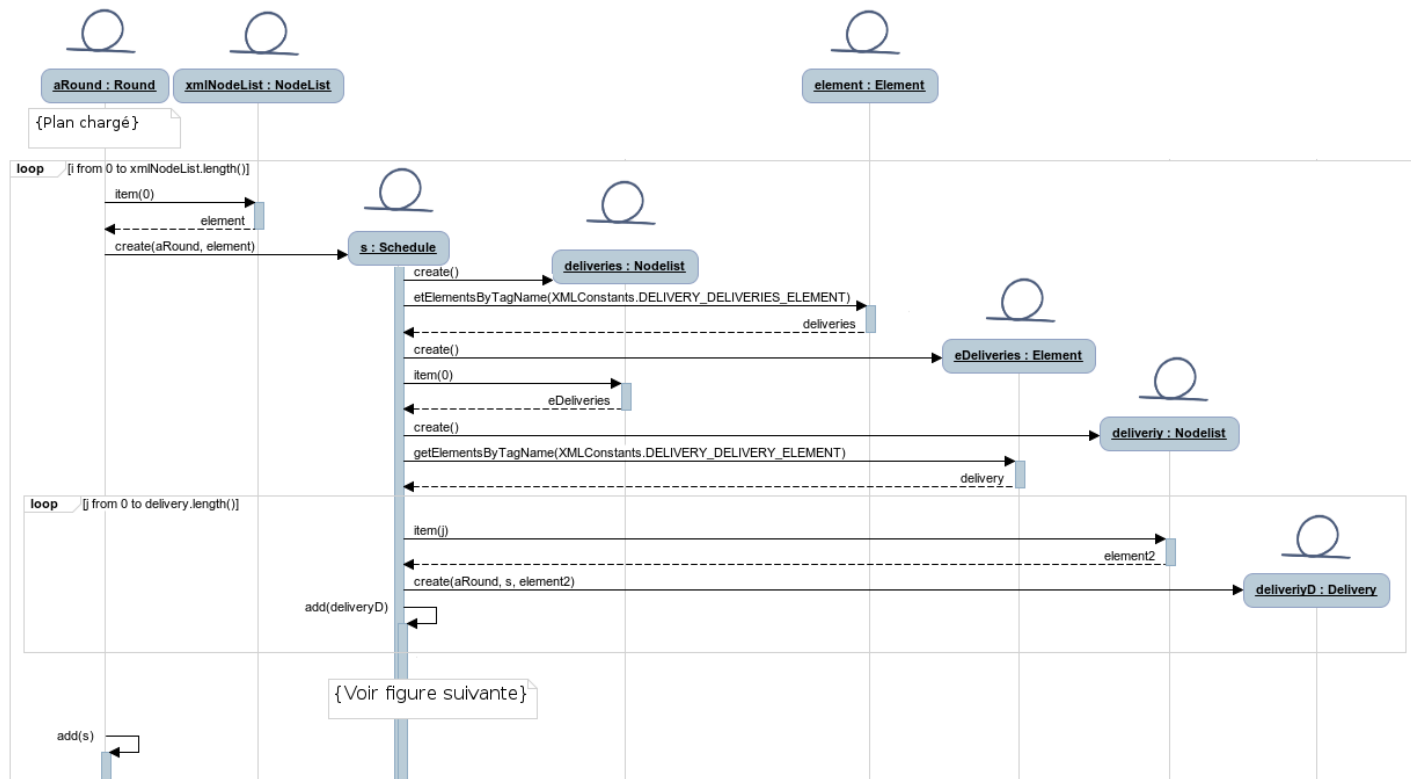 aRound : Round
xmlNodeList : NodeList
element : Element
{Plan chargé}
loop
[i from 0 to xmlNodeList.length()]
item(0)
element
create(aRound, element)
s : Schedule
deliveries : Nodelist
create()
etElementsByTagName(XMLConstants.DELIVERY_DELIVERIES_ELEMENT)
deliveries
create()
eDeliveries : Element
item(0)
eDeliveries
create()
deliveriy : Nodelist
getElementsByTagName(XMLConstants.DELIVERY_DELIVERY_ELEMENT)
delivery
loop
[j from 0 to delivery.length()]
item(j)
element2
create(aRound, s, element2)
deliveriyD : Delivery
add(deliveryD)
{Voir figure suivante}
add(s)